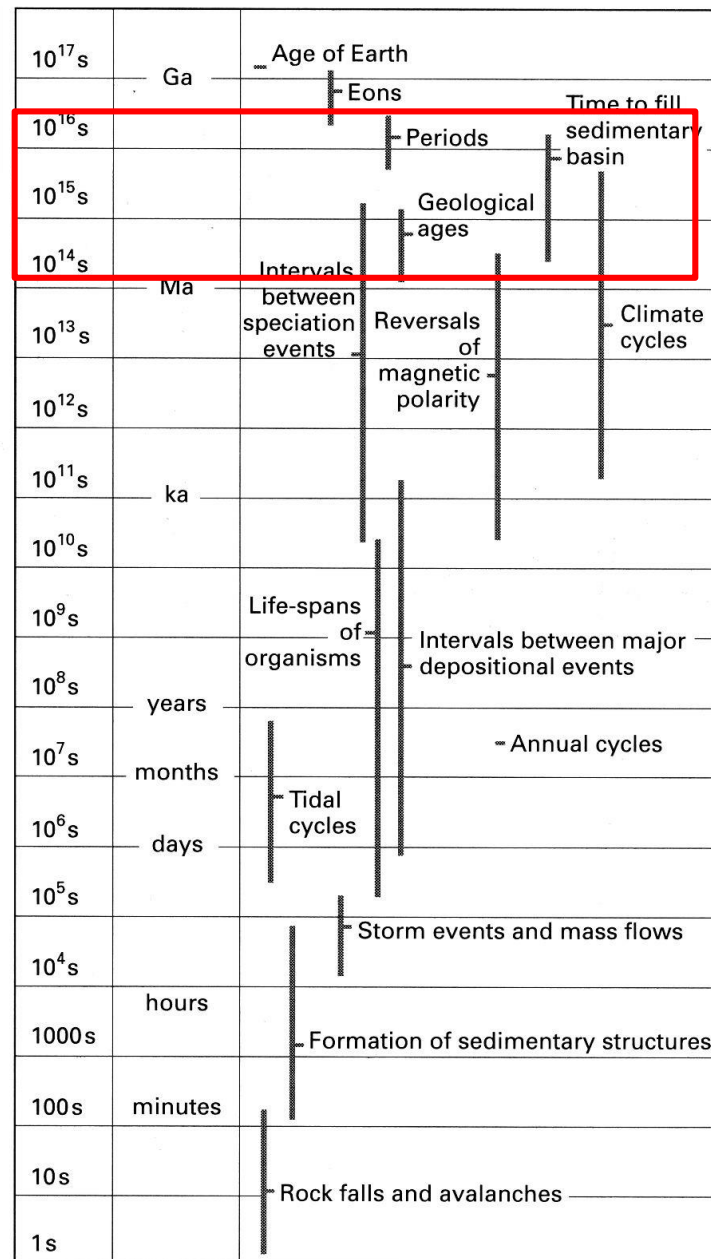 10¹⁷s
Age of Earth
Ga
Eons
10¹⁶s
Time to fill
sedimentary
basin
Periods
10¹⁵s
Geological
ages
10¹⁴s
Intervals
between
speciation
events
Ma
10¹³s
Reversals
of
magnetic
polarity
Climate
cycles
10¹²s
10¹¹s
ka
10¹⁰s
10⁹s
Life-spans
of
organisms
Intervals between major
depositional events
10⁸s
years
10⁷s
Annual cycles
months
Tidal
cycles
10⁶s
days
10⁵s
Storm events and mass flows
10⁴s
hours
1000s
Formation of sedimentary structures
100s
minutes
10s
Rock falls and avalanches
1s